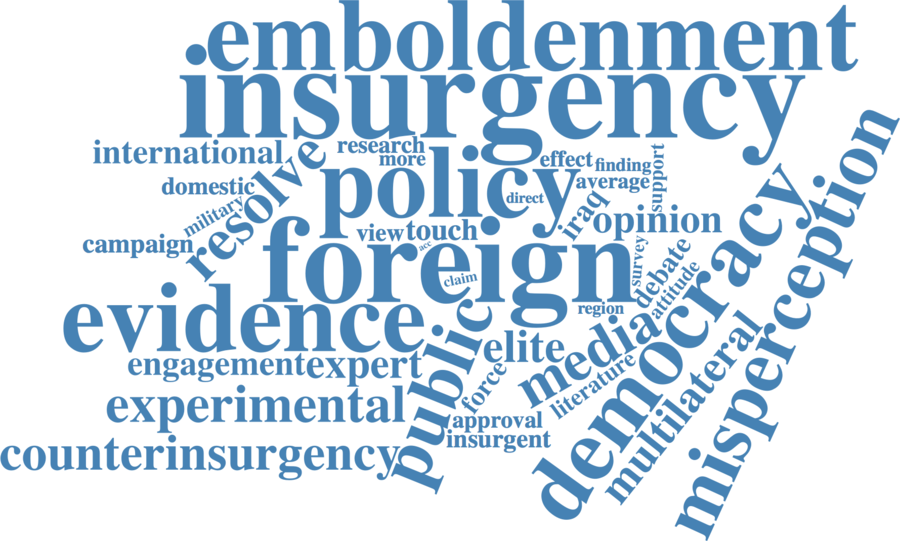 emboldenment
insurgency
international
research
more
effect
finding
support
misperception
domestic
resolve
policy
direct
average
military
iraq
opinion
democracy
campaign
view
touch
acc
foreign
claim
survey
debate
attitude
region
evidence
public
elite
media
multilateral
engagement
expert
force
literature
experimental
approval
insurgent
counterinsurgency